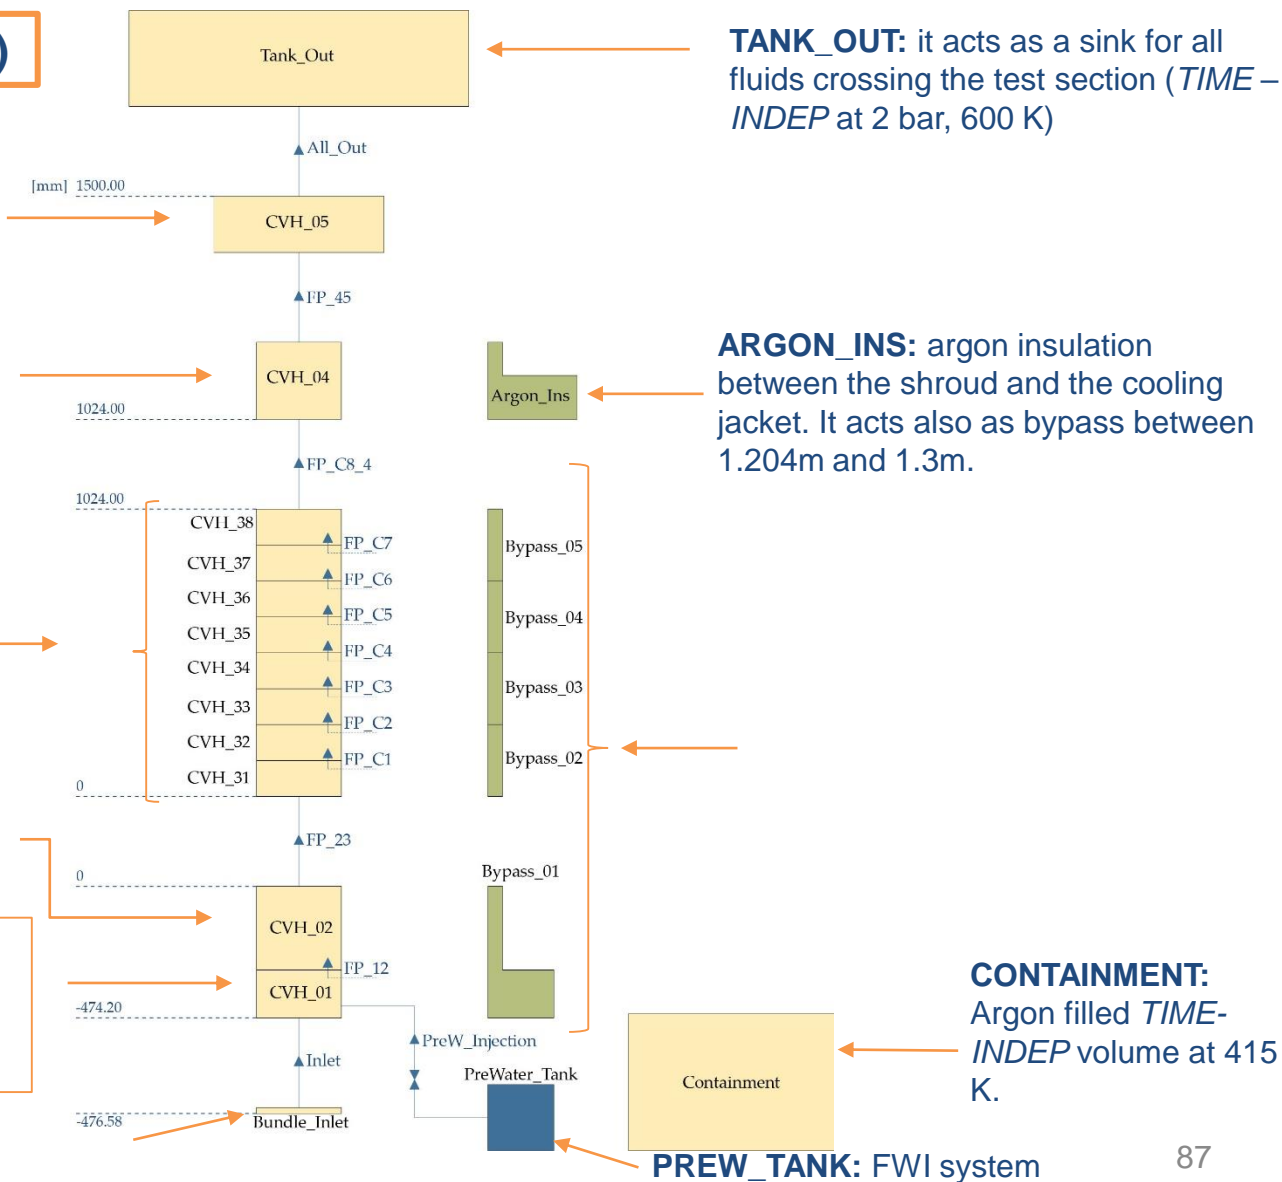 )
Tank_Out
TANK_OUT: it acts as a sink for all
fluids crossing the test section (TIME –
INDEP at 2 bar, 600 K)
All_Out
[mm] 1500.00
CVH_05
FP_45
CVH_04
1024.00
Argon_Ins
ARGON_INS: argon insulation
between the shroud and the cooling
jacket. It acts also as bypass between
1.204m and 1.3m.
FP_C8_4
1024.00
CVH_38
FP_C7
CVH_37
FP_C6
CVH_36
FP_C5
CVH_35
FP_C4
CVH_34
FP_C3
CVH_33
FP_C2
CVH_32
FP_C1
CVH_31
0
Bypass_05
Bypass_04
Bypass_03
Bypass_02
FP_23
0
Bypass_01
CVH_02
FP_12
CVH_01
-474.20
PreW_Injection
Inlet
PreWater_Tank
-476.58
Bundle_Inlet
Containment
CONTAINMENT:
Argon filled TIME-
INDEP volume at 415
K.
PREW_TANK: FWI system
87